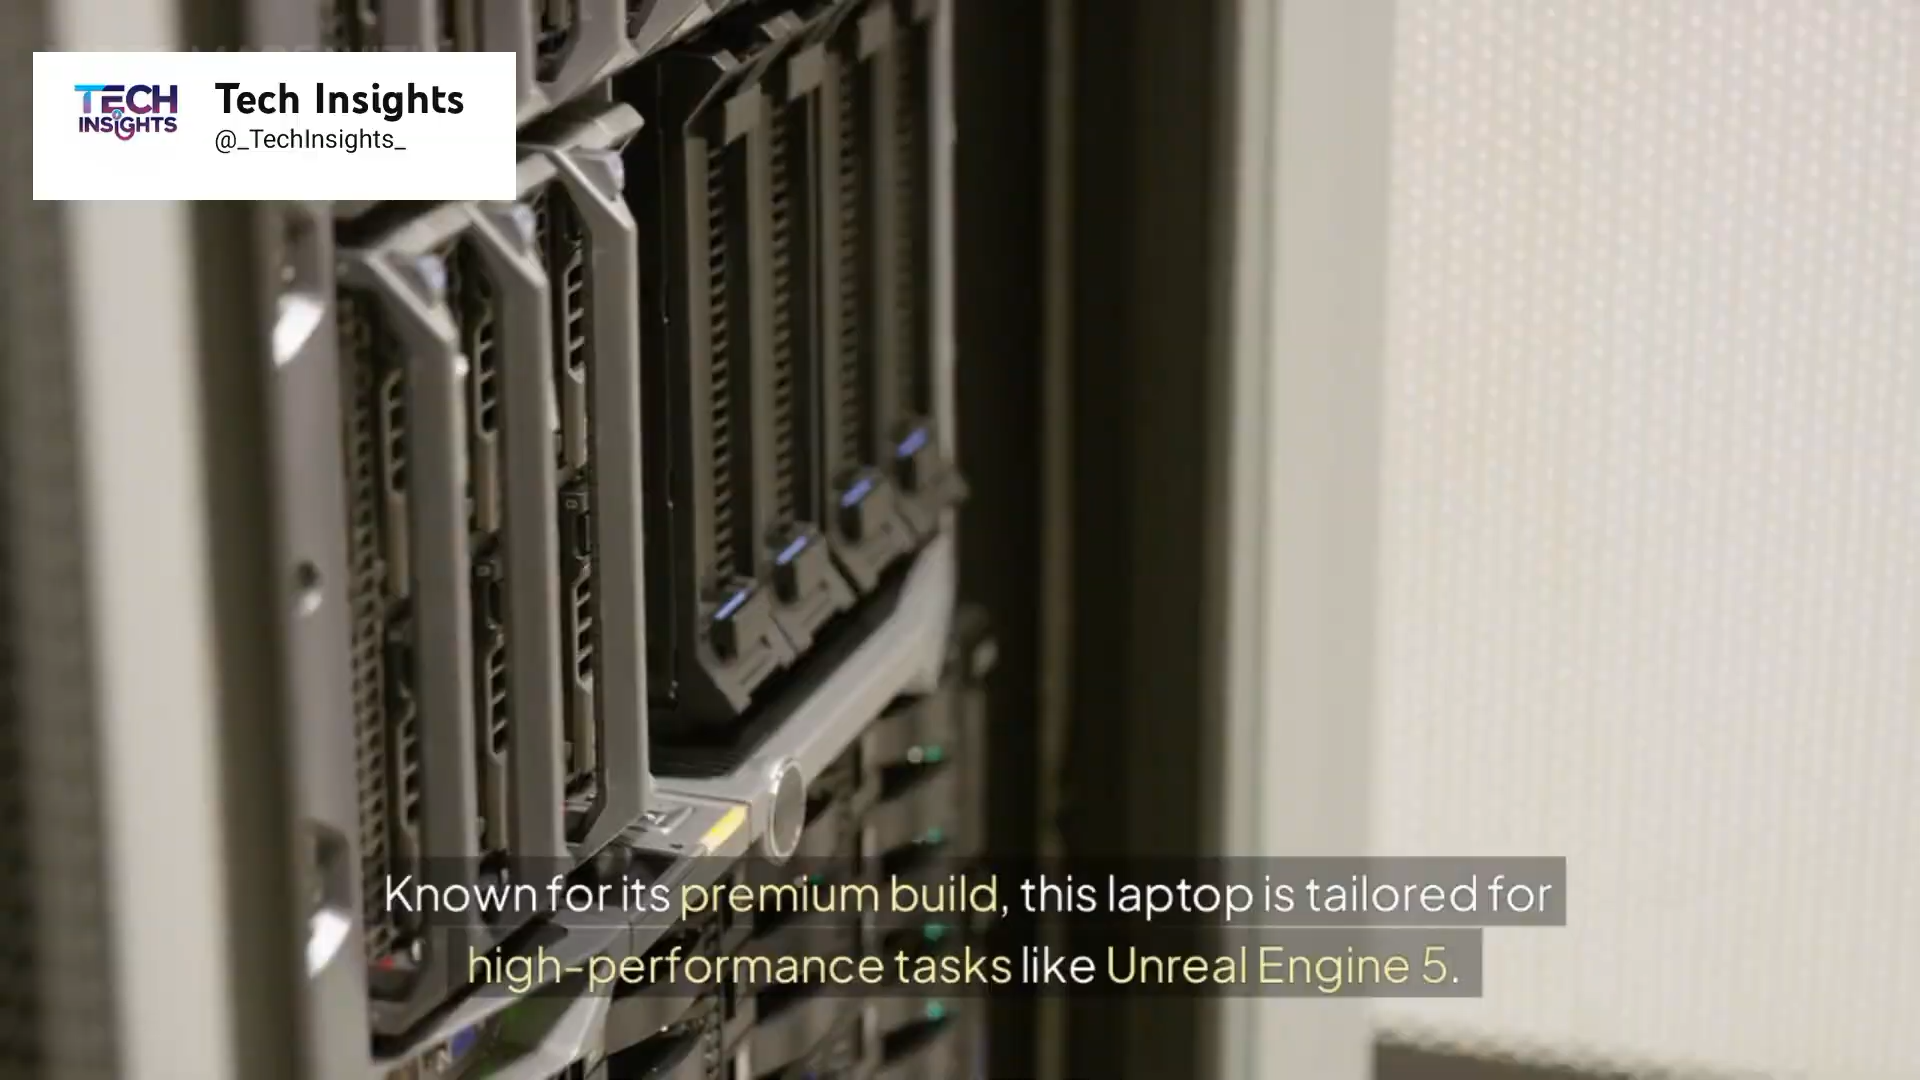 TECH
INSIGHTS
Tech Insights
@_TechInsights_
Known for its premium build, this laptop is tailored for
high-performance tasks like Unreal Engine 5.